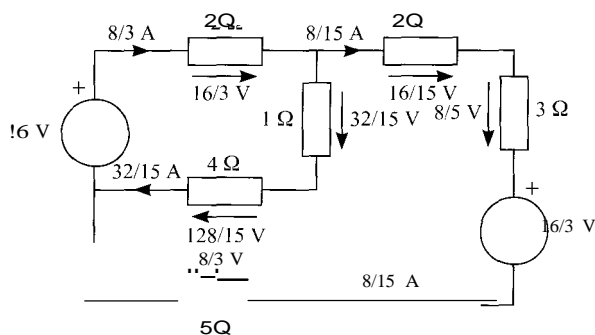 8/3 A
2Q
8/15 A
2Q
+
16/3 V
16/15 V
!6 V
1 Ω
32/15 V
8/5 V
3 Ω
32/15 A
4 Ω
+
128/15 V
16/3 V
8/3 V
8/15 A
5Q